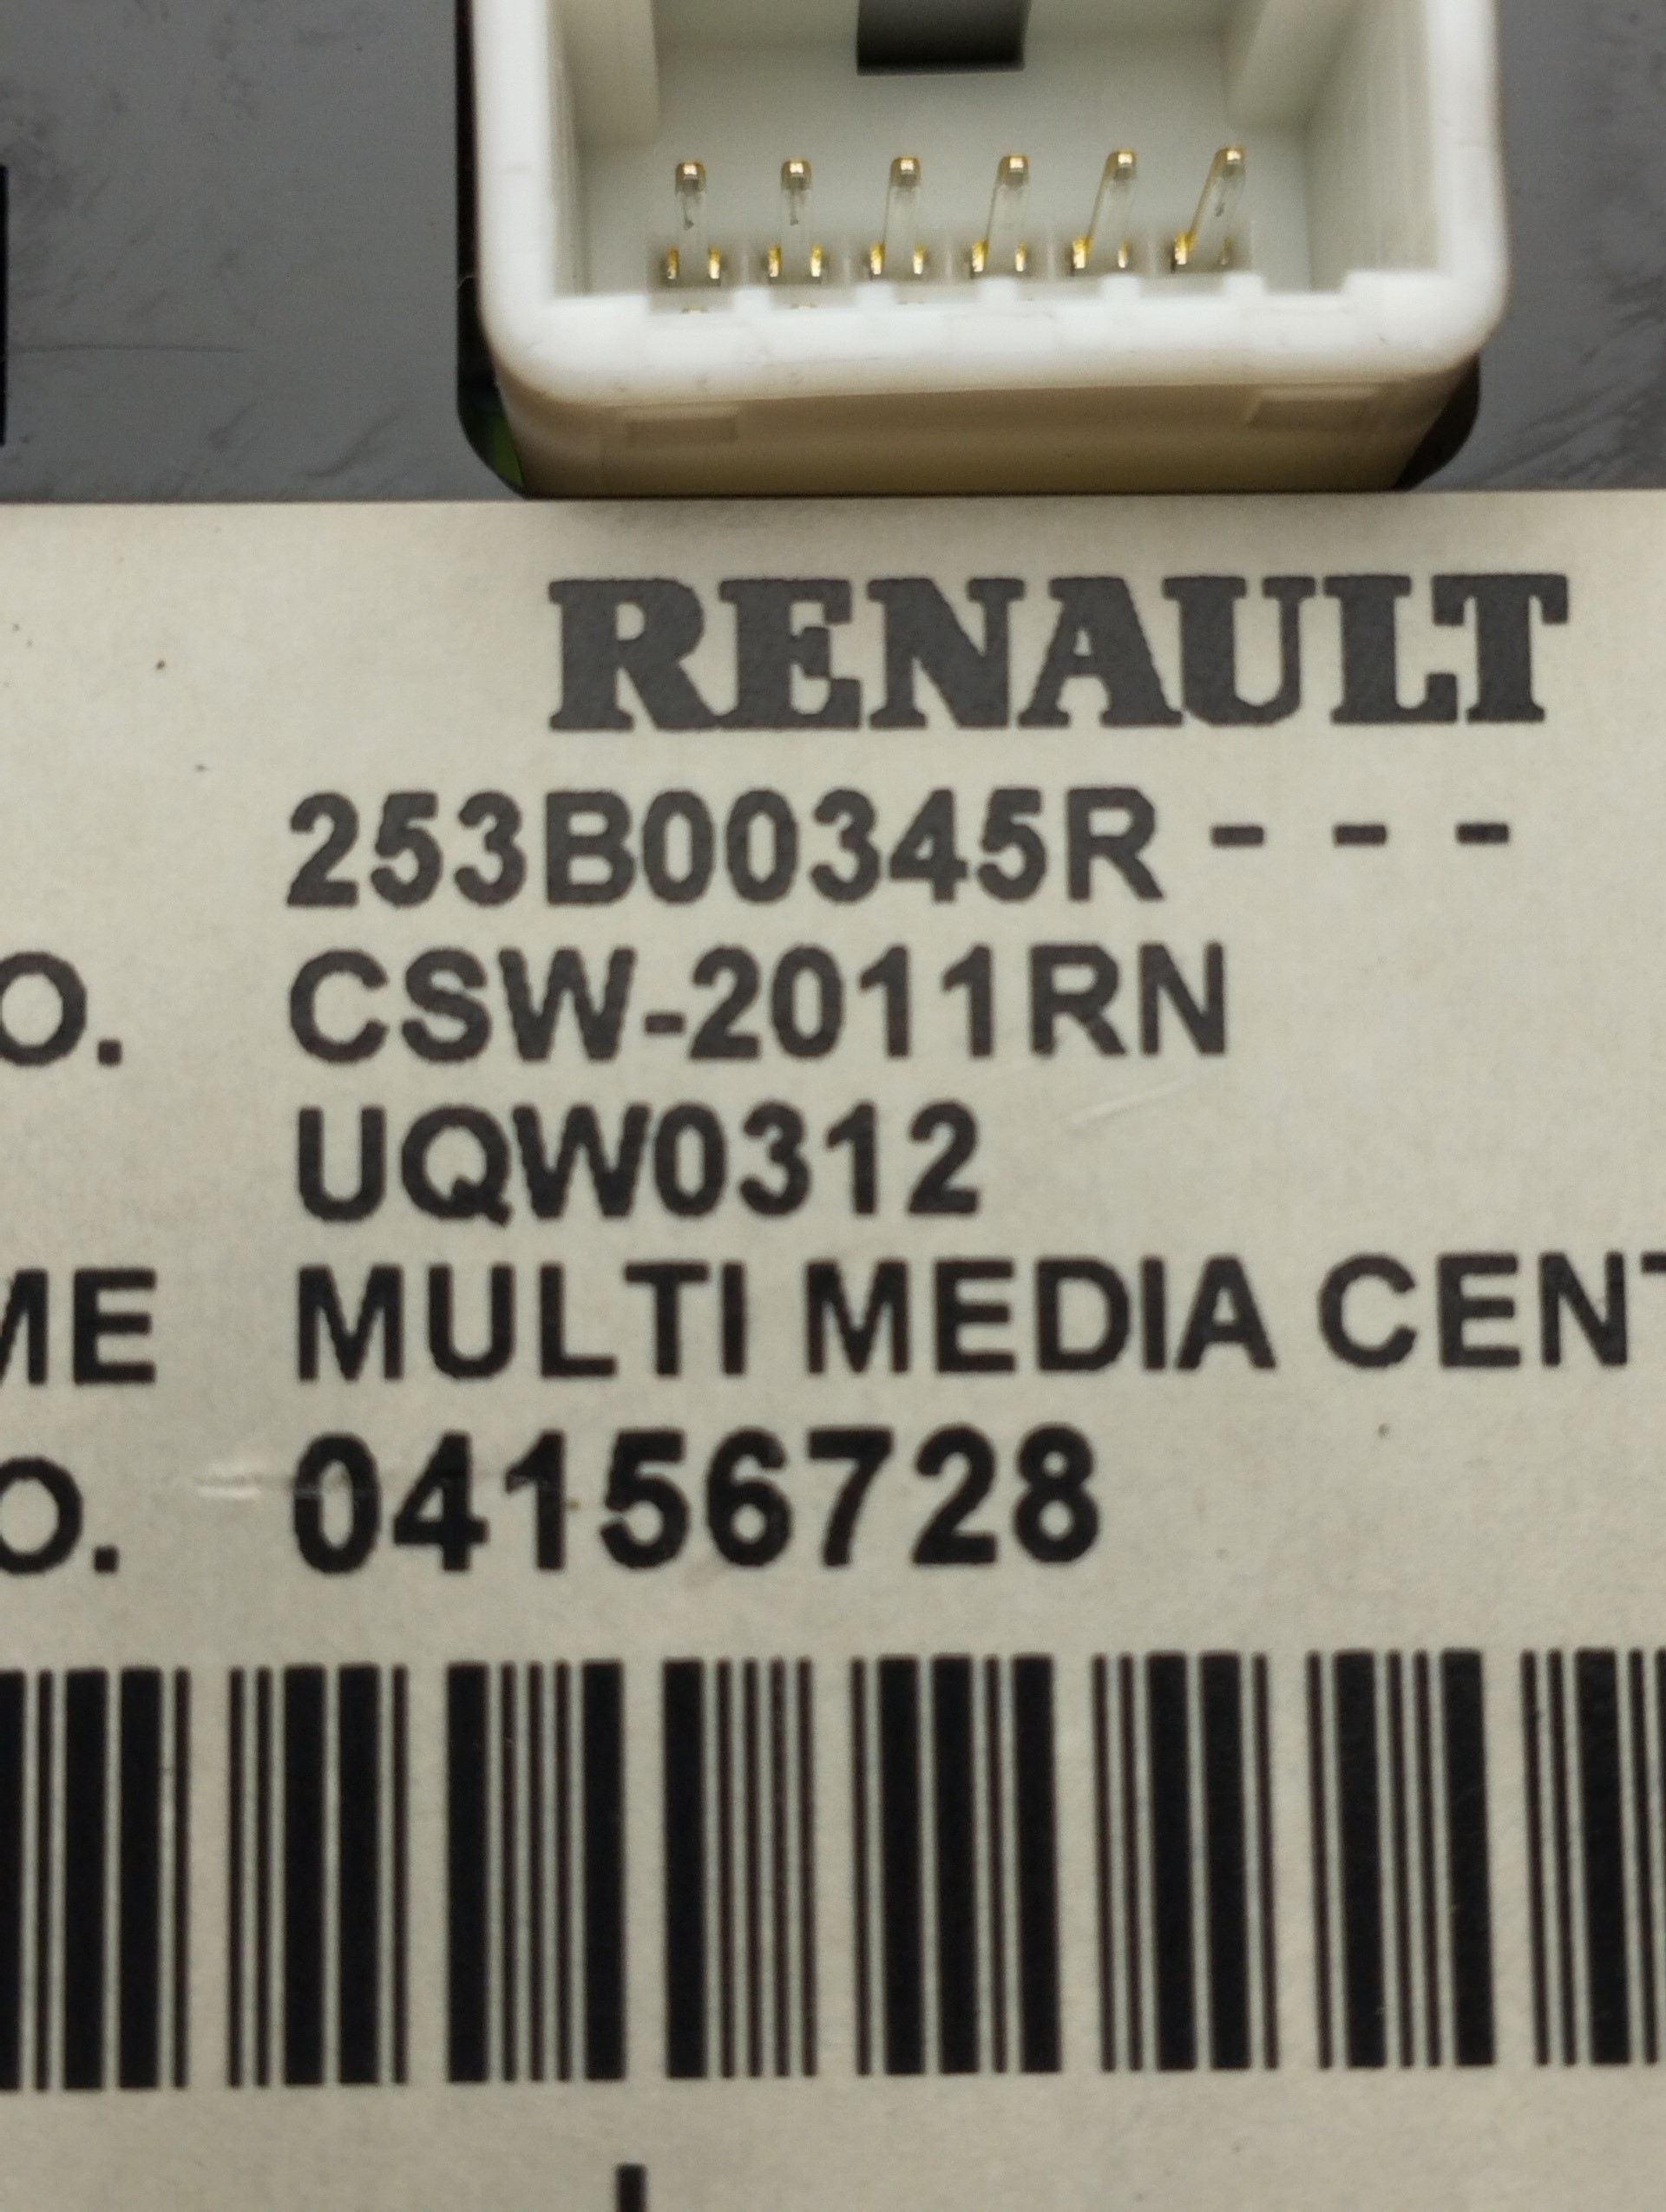 RENAULT
253B00345R - - -
O. CSW-2011RN
UQW0312
ME MULTI MEDIA CENT
O. 04156728